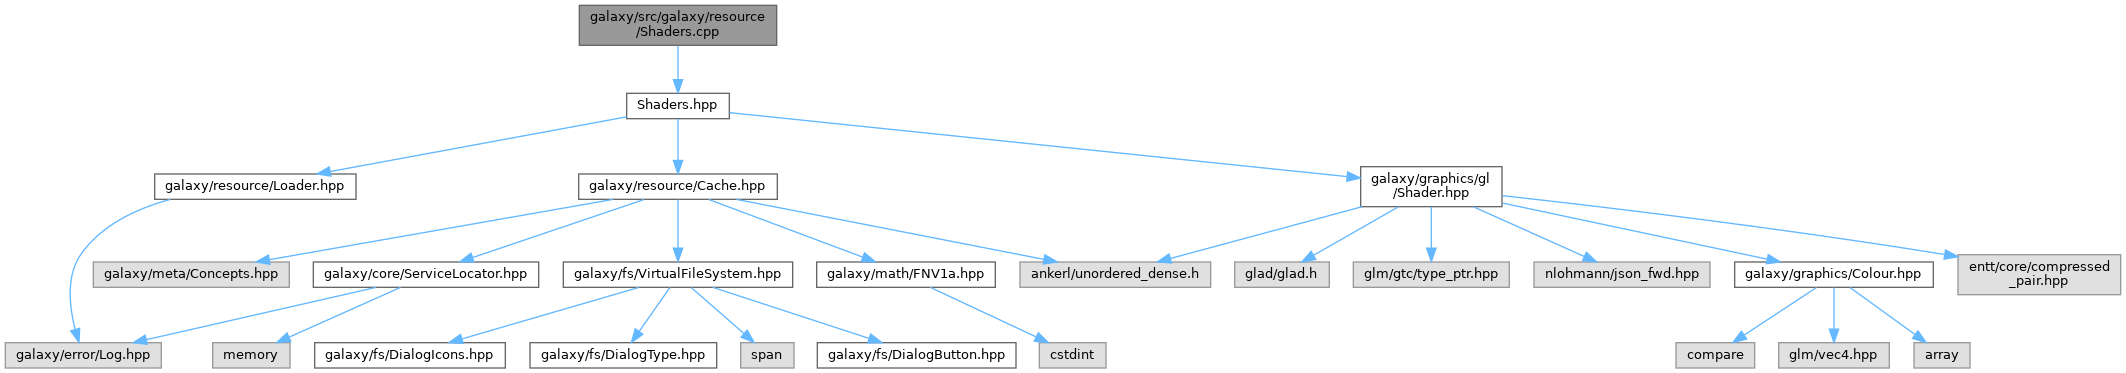 galaxy/src/galaxy/resource
/Shaders.cpp
Shaders.hpp
galaxy/resource/Loader.hpp
galaxy/resource/Cache.hpp
galaxy/graphics/gl
/Shader.hpp
galaxy/meta/Concepts.hpp
galaxy/core/ServiceLocator.hpp
galaxy/fs/VirtualFileSystem.hpp
galaxy/math/FNV1a.hpp
ankerl/unordered_dense.h
glad/glad.h
glm/gtc/type_ptr.hpp
nlohmann/json_fwd.hpp
galaxy/graphics/Colour.hpp
entt/core/compressed
_pair.hpp
galaxy/error/Log.hpp
memory
galaxy/fs/DialogIcons.hpp
galaxy/fs/DialogType.hpp
span
galaxy/fs/DialogButton.hpp
cstdint
compare
glm/vec4.hpp
array